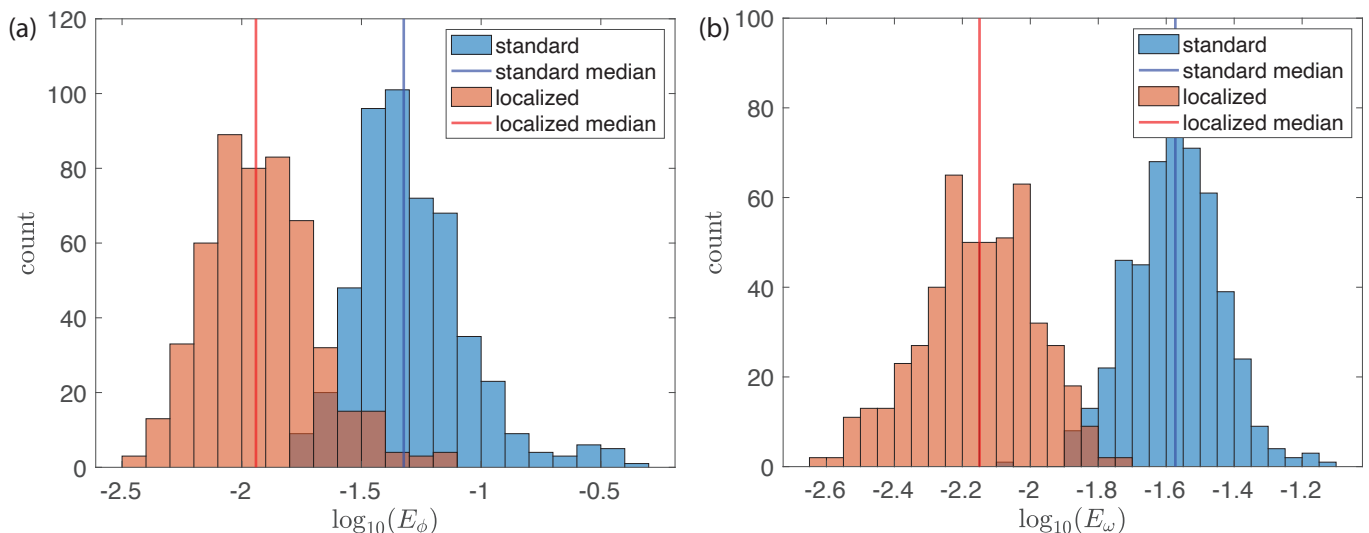 (a)
120
100
80
60
40
20
0
count
-2.5 -2 -1.5 -1 -0.5
log₁₀(E_ϕ)
standard
standard median
localized
localized median
(b)
100
80
60
40
20
0
count
-2.6 -2.4 -2.2 -2 -1.8 -1.6 -1.4 -1.2
log₁₀(E_ω)
standard
standard median
localized
localized median